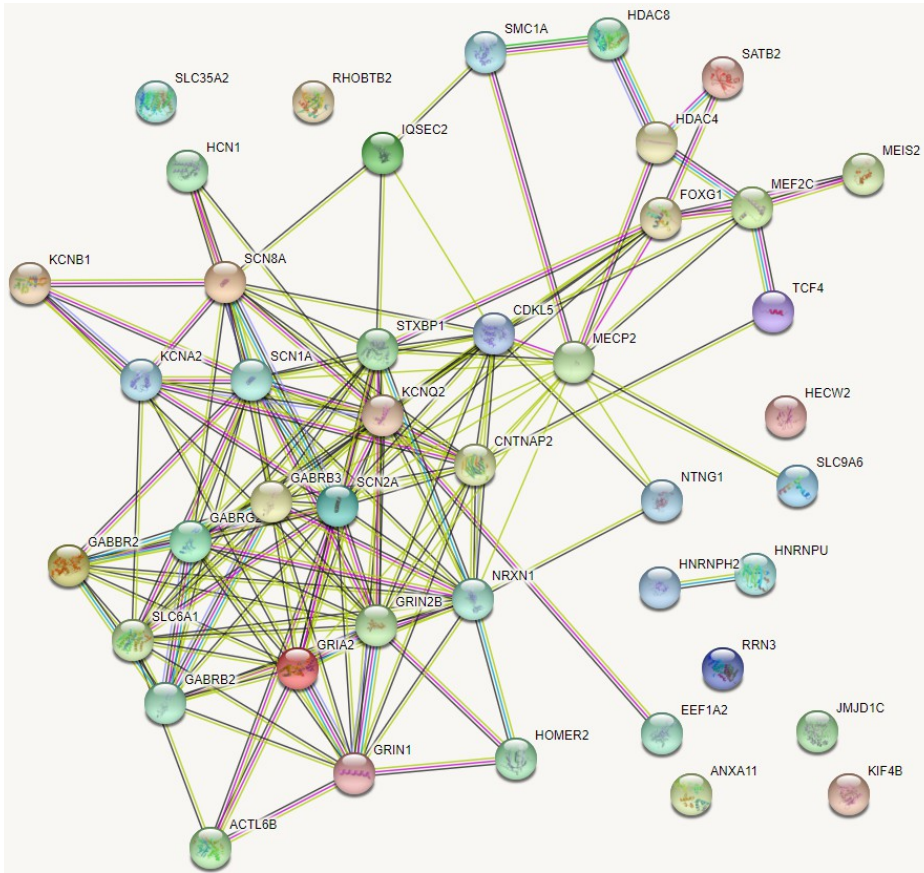 SMC1A
HDAC8
SATB2
SLC35A2
RHOBTB2
HDAC4
IQSEC2
HCN1
MEIS2
FOXG1
MEF2C
SCN8A
KCNB1
TCF4
CDKL5
STXBP1
MECP2
KCNA2
SCN1A
KCNQ2
HECW2
CNTNAP2
SLC9A6
NTNG1
GABRB3
SCN2A
GABRG2
GABBR2
HNRNPU
HNRNPH2
NRXN1
GRIN2B
SLC6A1
GRIA2
RRN3
GABRB2
EEF1A2
JMJD1C
HOMER2
GRIN1
ANXA11
KIF4B
ACTL6B